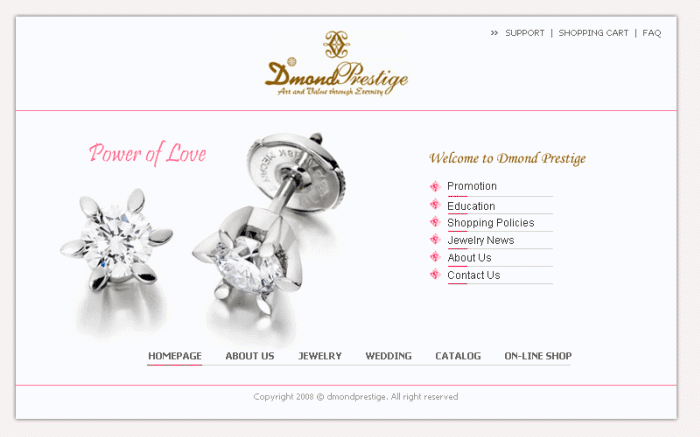 ›› SUPPORT | SHOPPING CART | FAQ
Dmond Prestige
Art and Value through Eternity
Power of Love
Welcome to Dmond Prestige
Promotion
Education
Shopping Policies
Jewelry News
About Us
Contact Us
HOMEPAGE ABOUT US JEWELRY WEDDING CATALOG ON-LINE SHOP
Copyright 2008 @ dmondprestige. All right reserved